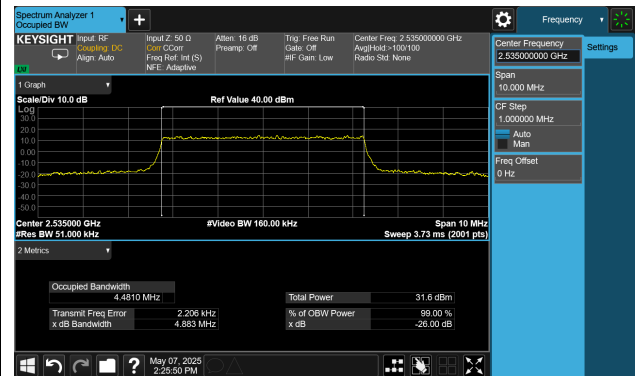 Spectrum Analyzer 1
Occupied BW
Frequency
KEYSIGHT
Input: RF
Coupling: DC
Align: Auto
Input Z: 50 Ω
Corr CCorr
Freq Ref: Int (S)
NFE: Adaptive
Atten: 16 dB
Preamp: Off
Trig: Free Run
Gate: Off
#IF Gain: Low
Center Freq: 2.535000000 GHz
Avg|Hold:>100/100
Radio Std: None
Center Frequency
2.535000000 GHz
Settings
Span
10.000 MHz
CF Step
1.000000 MHz
Auto
Man
Freq Offset
0 Hz
1 Graph
Scale/Div 10.0 dB
Ref Value 40.00 dBm
Log
30.0
20.0
10.0
0.00
-10.0
-20.0
-30.0
-40.0
-50.0
Center 2.535000 GHz
#Video BW 160.00 kHz
Span 10 MHz
#Res BW 51.000 kHz
Sweep 3.73 ms (2001 pts)
2 Metrics
Occupied Bandwidth
4.4810 MHz
Total Power 31.6 dBm
Transmit Freq Error 2.206 kHz
% of OBW Power 99.00 %
x dB Bandwidth 4.883 MHz
x dB -26.00 dB
May 07, 2025
2:25:50 PM